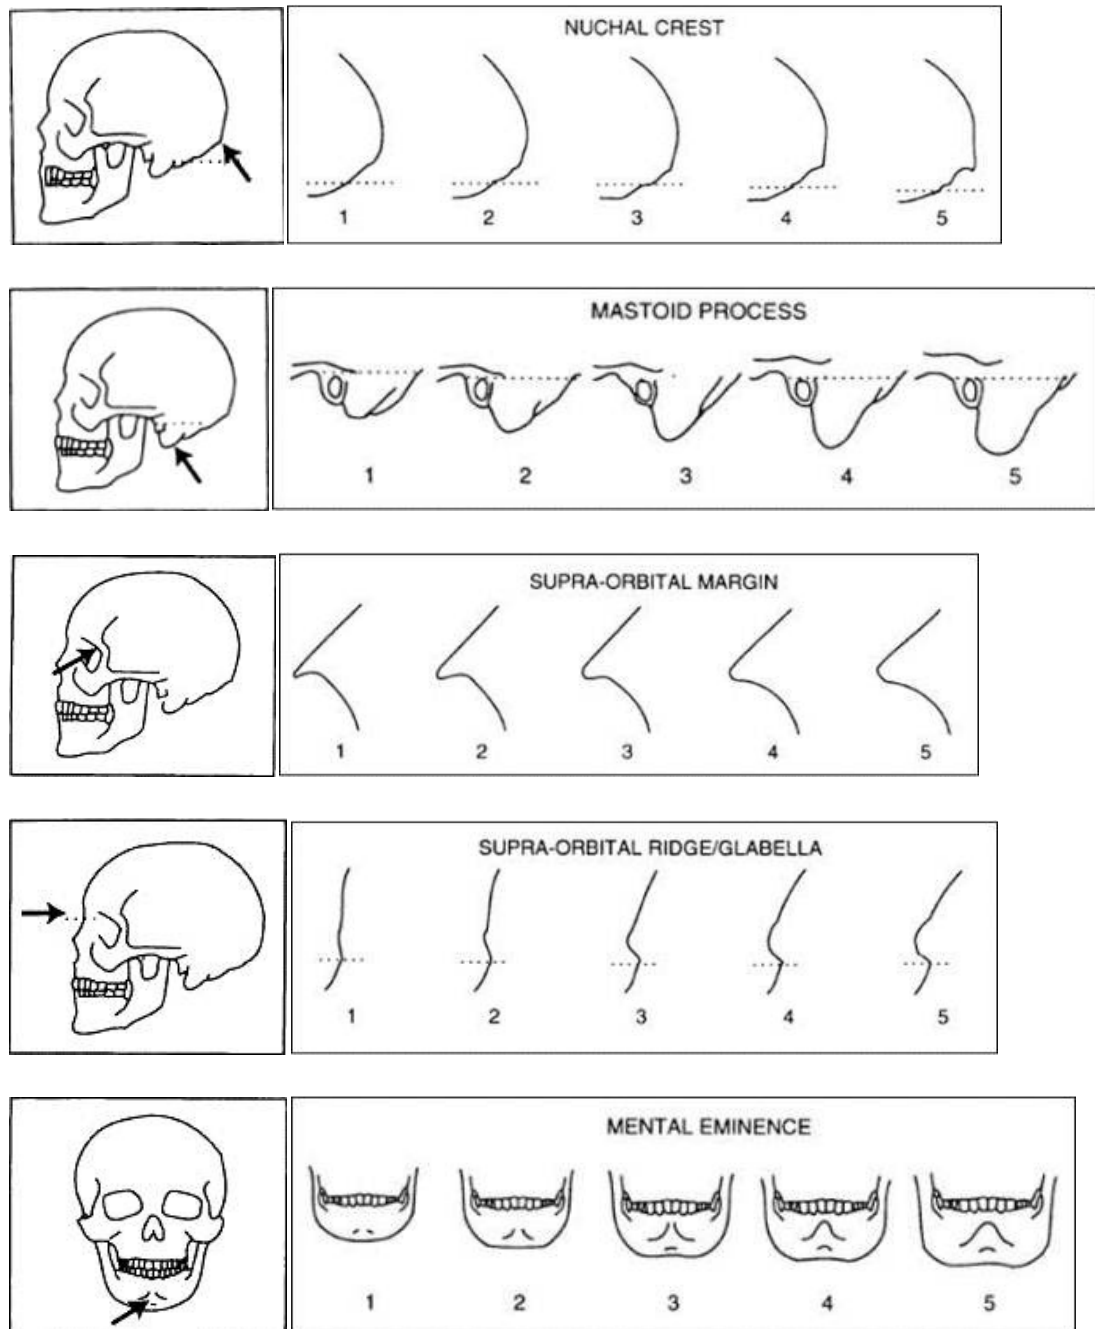 NUCHAL CREST
1 2 3 4 5
MASTOID PROCESS
1 2 3 4 5
SUPRA-ORBITAL MARGIN
1 2 3 4 5
SUPRA-ORBITAL RIDGE/GLABELLA
1 2 3 4 5
MENTAL EMINENCE
1 2 3 4 5